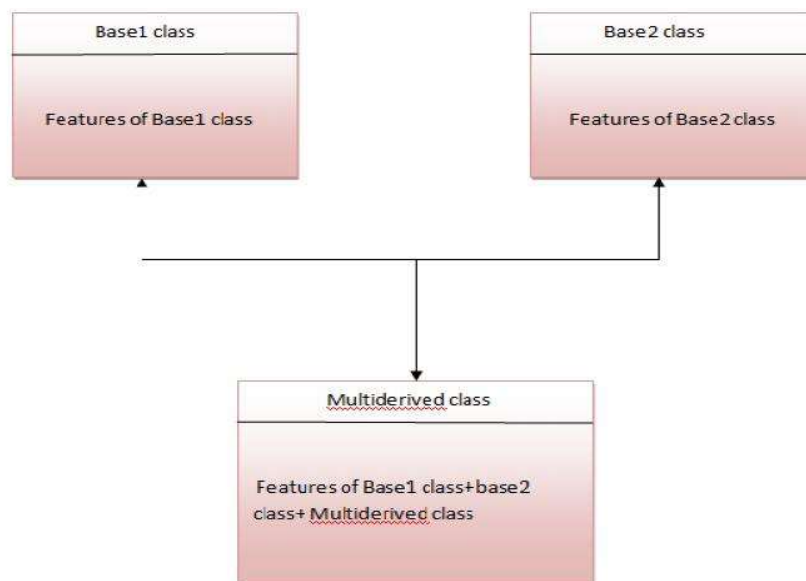 Base1 class
Base2 class
Features of Base1 class
Features of Base2 class
Multiderived class
Features of Base1 class+base2
class+ Multiderived class